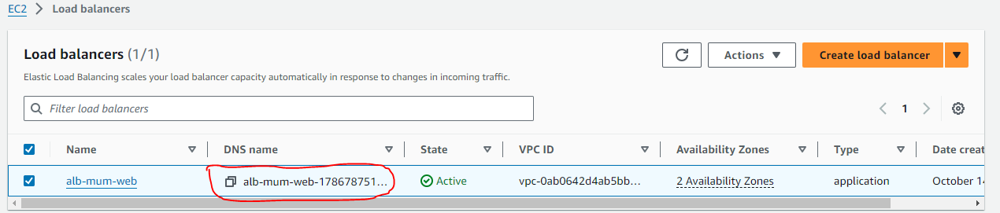 EC2 > Load balancers
Load balancers (1/1)
Actions
Create load balancer
Elastic Load Balancing scales your load balancer capacity automatically in response to changes in incoming traffic.
Filter load balancers
1
Name DNS name State VPC ID Availability Zones Type Date creat
alb-mum-web alb-mum-web-178678751... Active vpc-0ab0642d4ab5bb... 2 Availability Zones application October 14